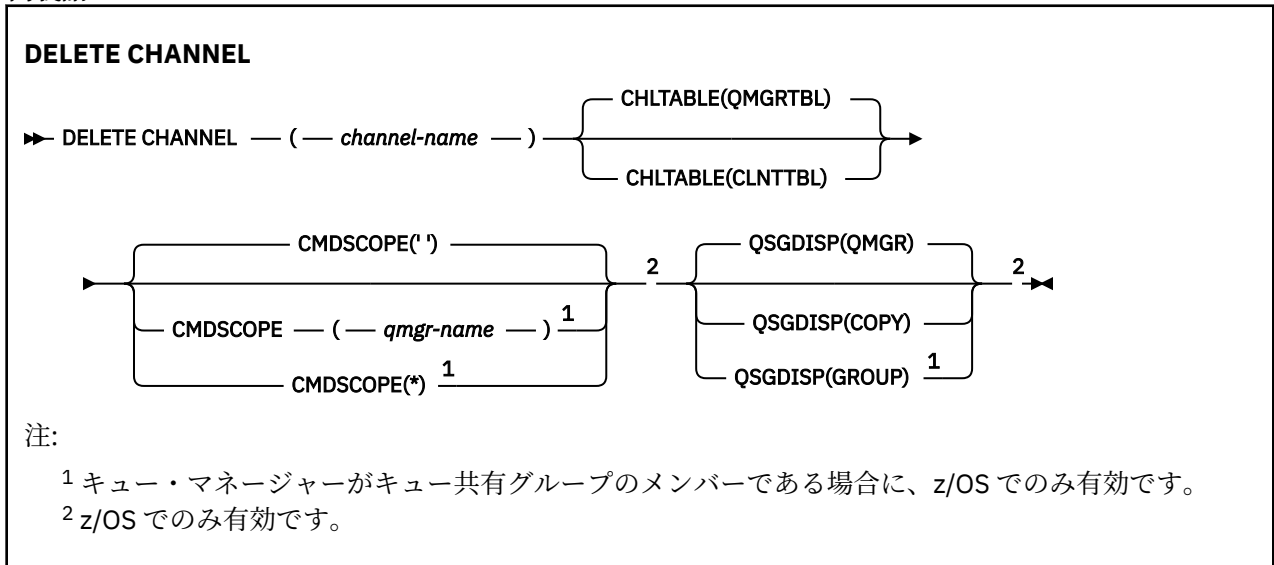 DELETE CHANNEL
CHLTABLE(QMGRTBL)
DELETE CHANNEL ( channel-name )
CHLTABLE(CLNTTBL)
CMDSCOPE(' ') 2 QSGDISP(QMGR) 2
CMDSCOPE ( qmgr-name ) 1 QSGDISP(COPY)
CMDSCOPE(*) 1 QSGDISP(GROUP) 1
注:
1 キュー・マネージャーがキュー共有グループのメンバーである場合に、z/OS でのみ有効です。
2 z/OS でのみ有効です。